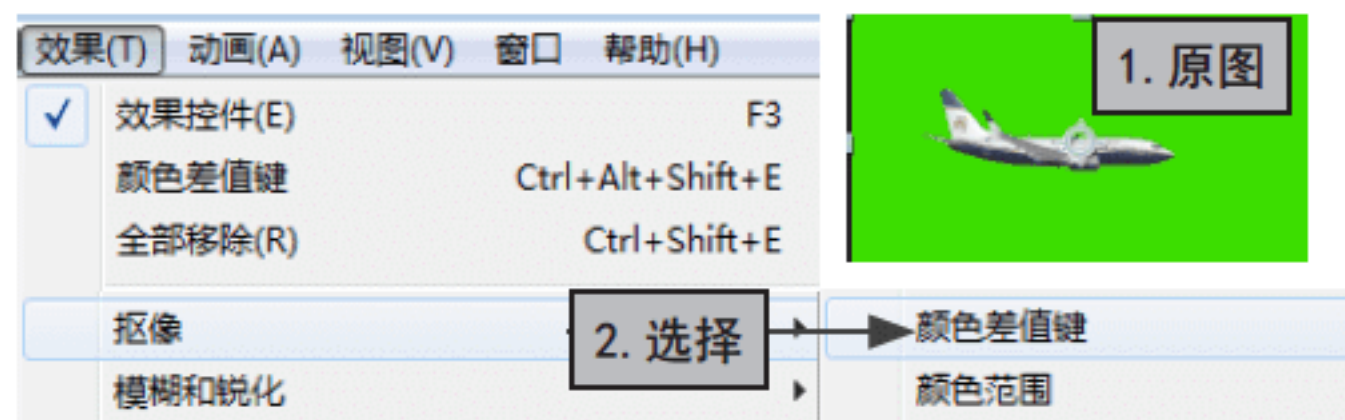 效果(T) 动画(A) 视图(V) 窗口 帮助(H)
1. 原图
效果控件(E) F3
颜色差值键 Ctrl+Alt+Shift+E
全部移除(R) Ctrl+Shift+E
抠像
2. 选择
颜色差值键
模糊和锐化
颜色范围